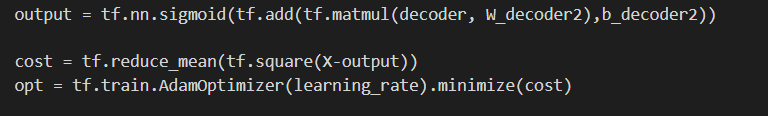 output = tf.nn.sigmoid(tf.add(tf.matmul(decoder, W_decoder2),b_decoder2))
cost = tf.reduce_mean(tf.square(X-output))
opt = tf.train.AdamOptimizer(learning_rate).minimize(cost)